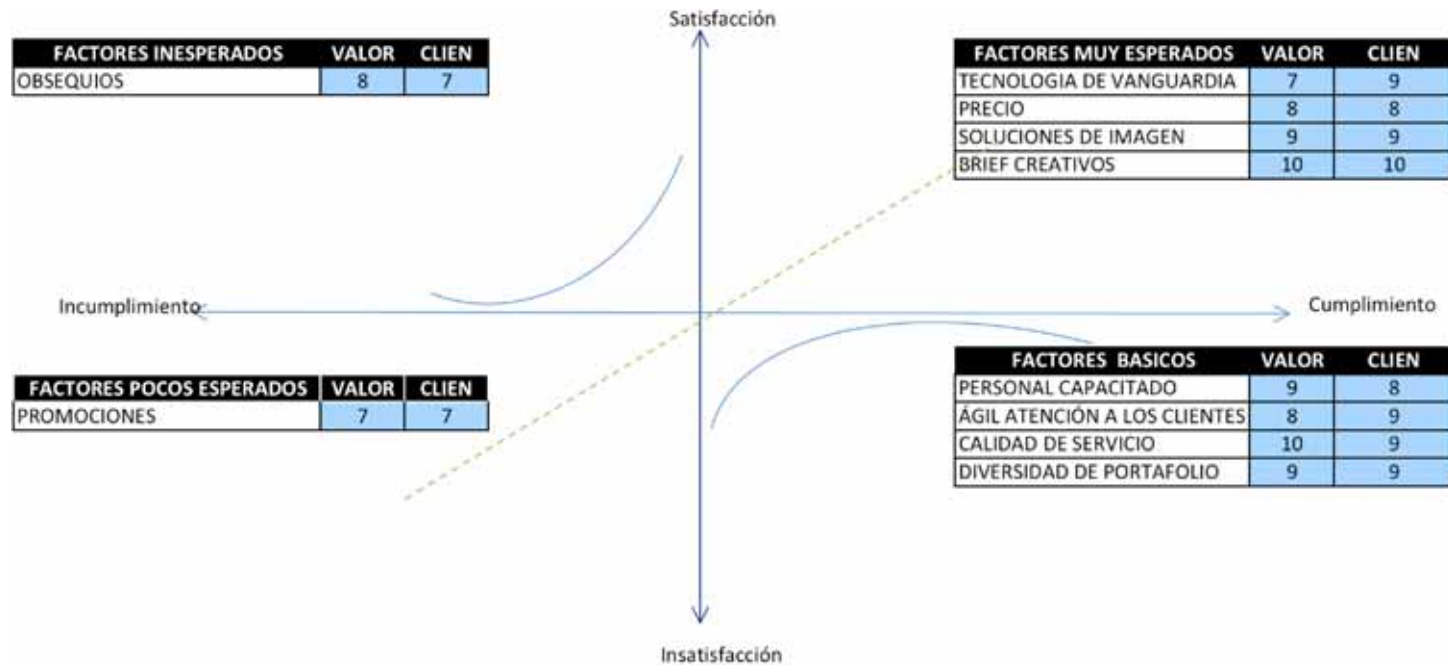 Satisfacción
FACTORES INESPERADOS VALOR CLIEN
OBSEQUIOS 8 7
FACTORES MUY ESPERADOS VALOR CLIEN
TECNOLOGIA DE VANGUARDIA 7 9
PRECIO 8 8
SOLUCIONES DE IMAGEN 9 9
BRIEF CREATIVOS 10 10
Incumplimiento
Cumplimiento
FACTORES POCOS ESPERADOS VALOR CLIEN
PROMOCIONES 7 7
FACTORES BASICOS VALOR CLIEN
PERSONAL CAPACITADO 9 8
ÁGIL ATENCIÓN A LOS CLIENTES 8 9
CALIDAD DE SERVICIO 10 9
DIVERSIDAD DE PORTAFOLIO 9 9
Insatisfacción